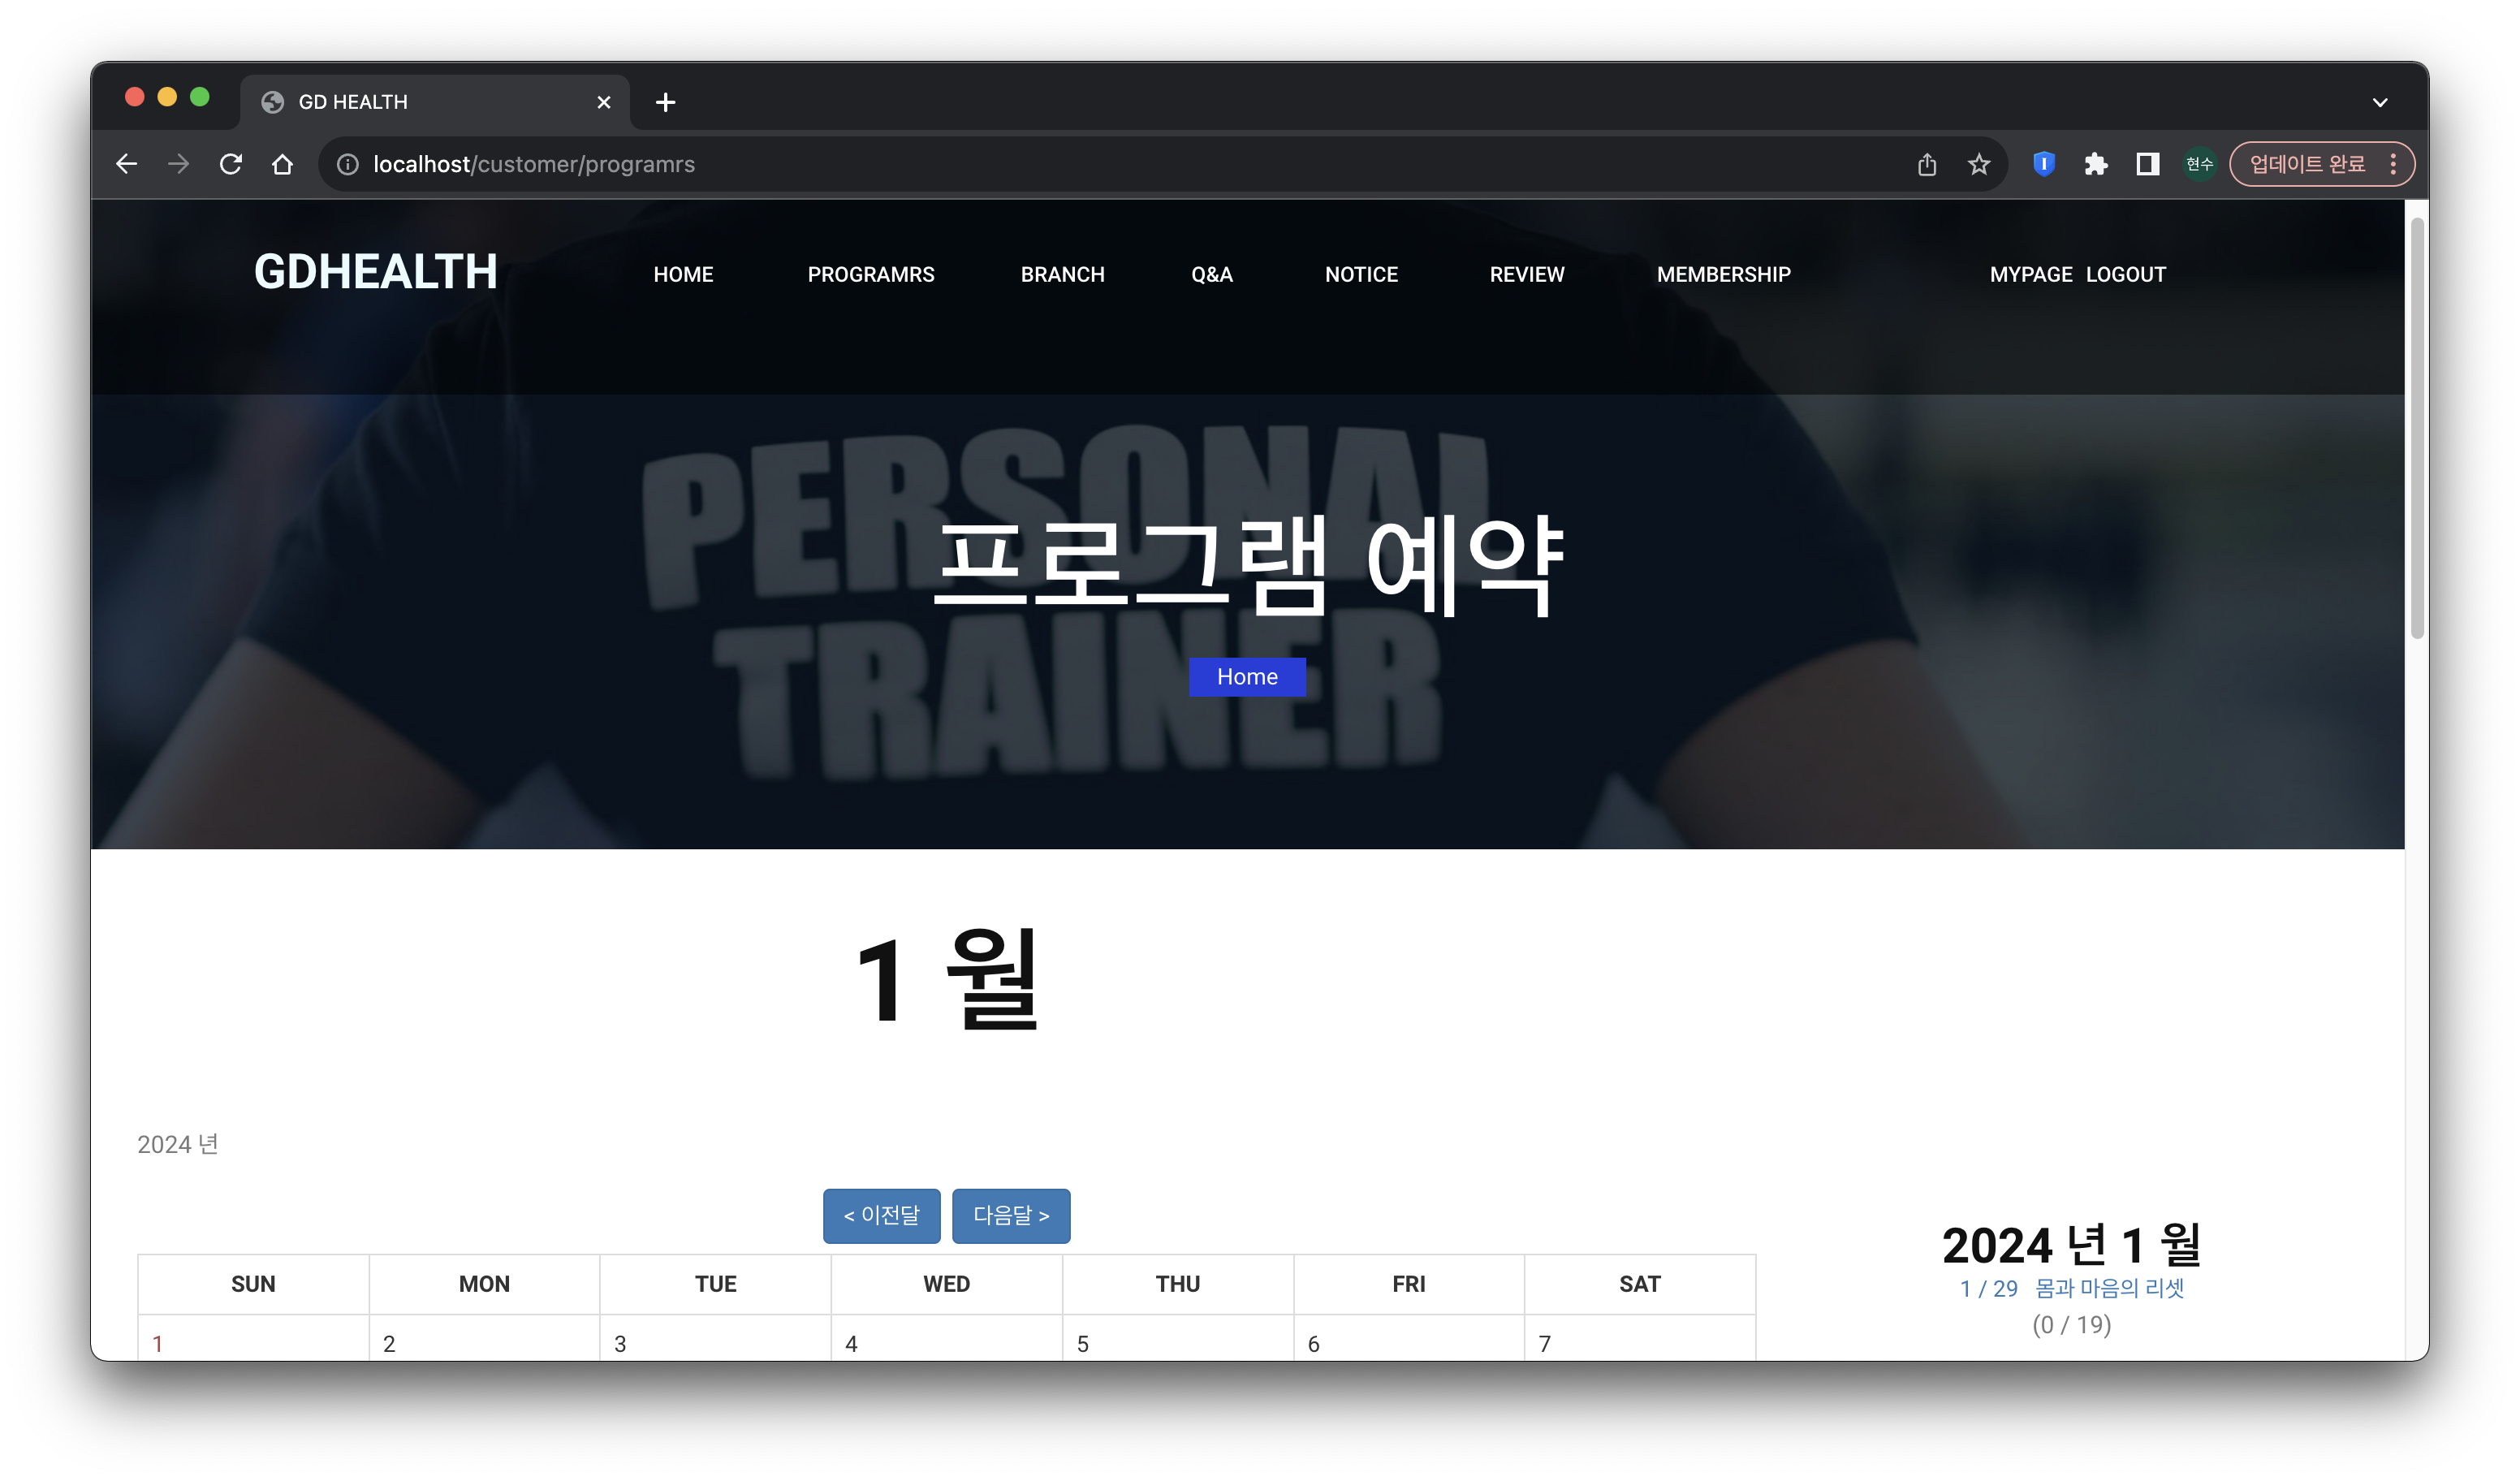 GD HEALTH
localhost/customer/programrs
현수
업데이트 완료
GDHEALTH
HOME
PROGRAMRS
BRANCH
Q&A
NOTICE
REVIEW
MEMBERSHIP
MYPAGE LOGOUT
PERSONAL
TRAINER
프로그램 예약
Home
1 월
2024 년
< 이전달
다음달 >
SUN MON TUE WED THU FRI SAT
1 2 3 4 5 6 7
2024 년 1 월
1 / 29 몸과 마음의 리셋
(0 / 19)